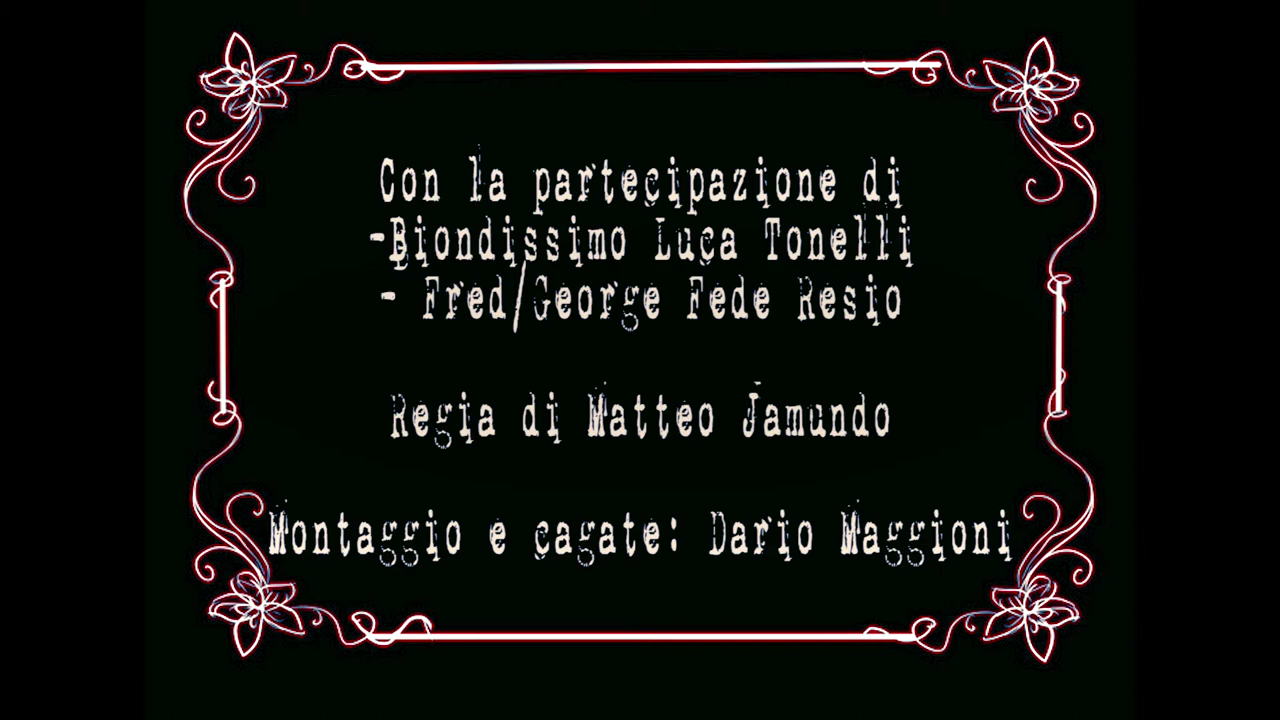 Con la partecipazione di
-Biondissimo Luca Tonelli
- Fred/George Fede Resio
Regia di Matteo Jamundo
Montaggio e cagate: Dario Maggioni